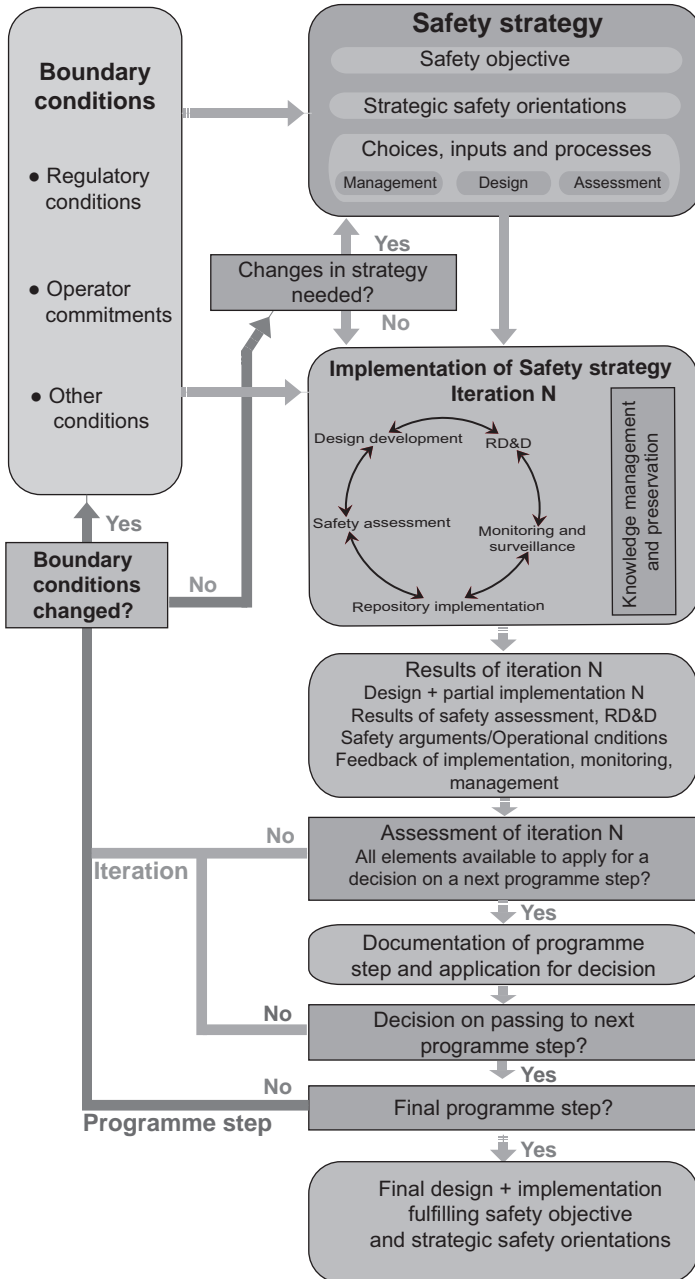 Boundary
conditions
● Regulatory
conditions
● Operator
commitments
● Other
conditions
Safety strategy
Safety objective
Strategic safety orientations
Choices, inputs and processes
Management
Design
Assessment
Yes
Changes in strategy
needed?
No
Implementation of Safety strategy
Iteration N
Design development
RD&D
Safety assessment
Monitoring and
surveillance
Repository implementation
Knowledge management
and preservation
Yes
Boundary
conditions
changed?
No
Results of iteration N
Design + partial implementation N
Results of safety assessment, RD&D
Safety arguments/Operational cnditions
Feedback of implementation, monitoring,
management
No
Iteration
Assessment of iteration N
All elements available to apply for a
decision on a next programme step?
Yes
Documentation of programme
step and application for decision
No
Decision on passing to next
programme step?
Yes
No
Programme step
Final programme step?
Yes
Final design + implementation
fulfilling safety objective
and strategic safety orientations